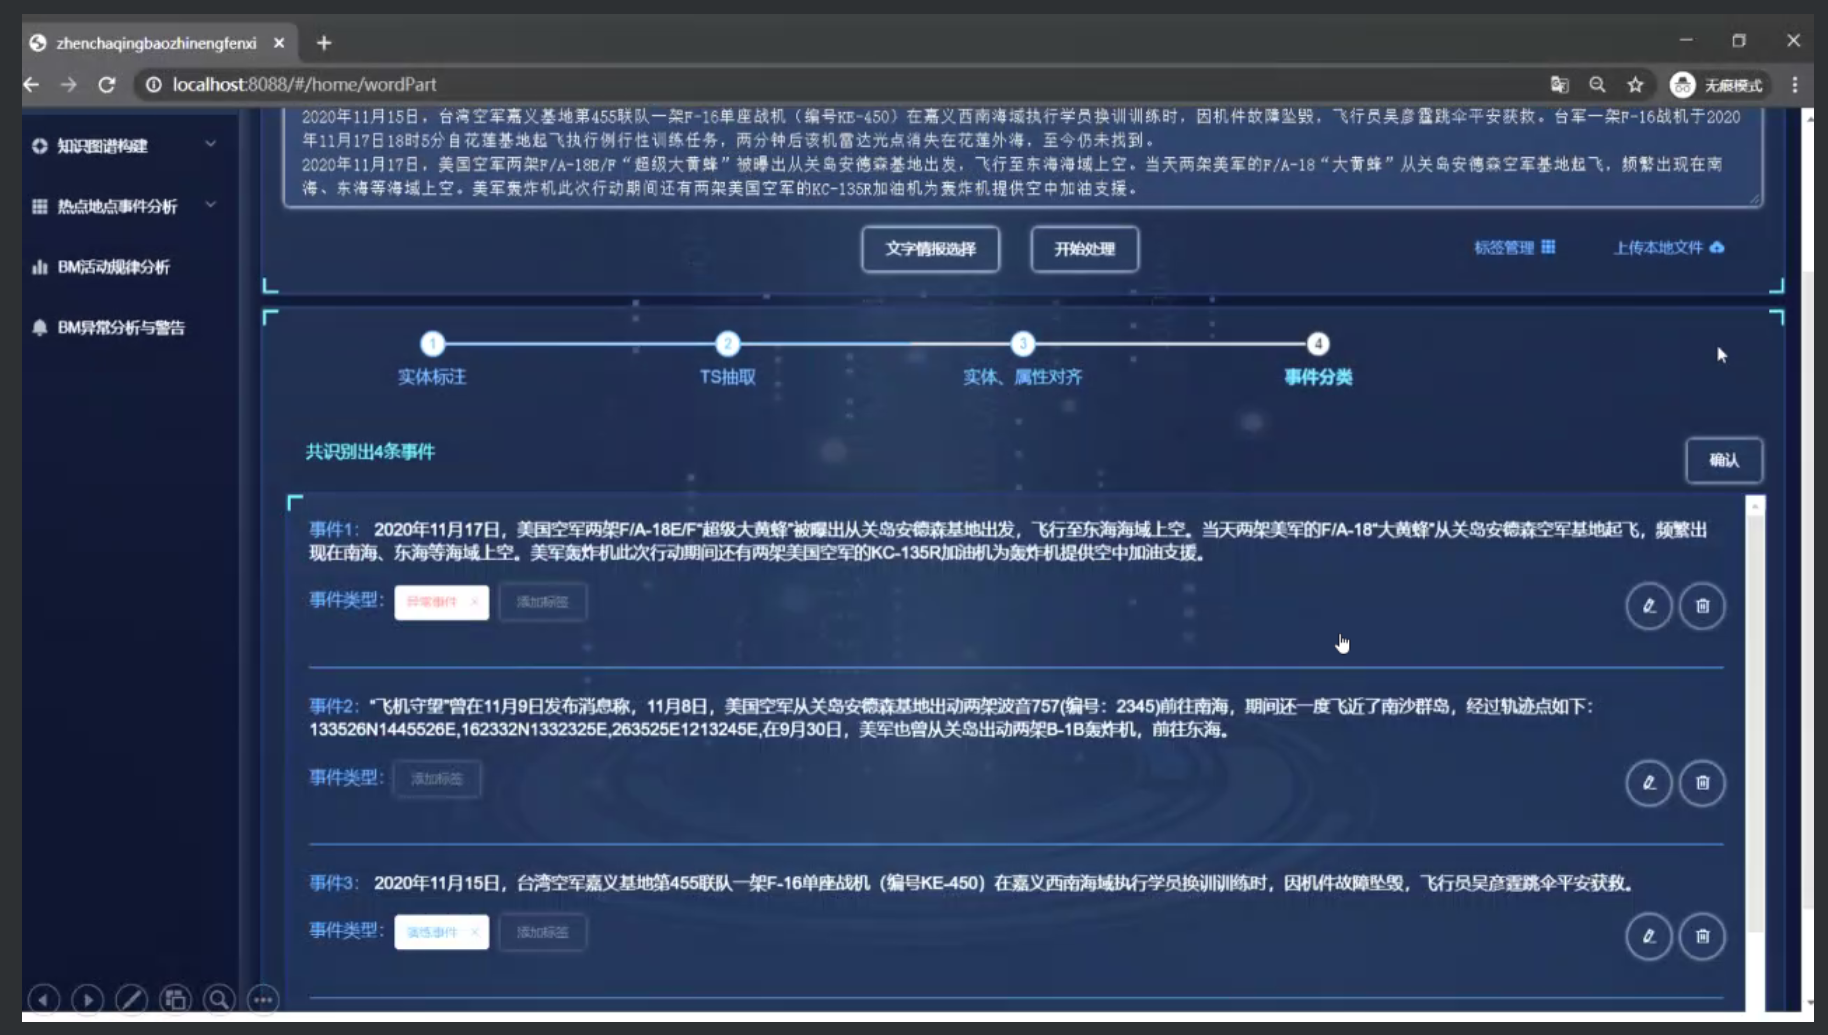 zhenchaqingbaozhinengfenxi
localhost:8088/#/home/wordPart
无痕模式
知识图谱构建
热点地点事件分析
BM活动规律分析
BM异常分析与警告
2020年11月15日，台湾空军嘉义基地第455联队一架F-16单座战机（编号KE-450）在嘉义西南海域执行学员换训训练时，因机件故障坠毁，飞行员吴彦霆跳伞平安获救。台军一架F-16战机于2020
年11月17日18时5分自花莲基地起飞执行例行性训练任务，两分钟后该机雷达光点消失在花莲外海，至今仍未找到。
2020年11月17日，美国空军两架F/A-18E/F“超级大黄蜂”被曝出从关岛安德森基地出发，飞行至东海海域上空。当天两架美军的F/A-18“大黄蜂”从关岛安德森空军基地起飞，频繁出现在南
海、东海等海域上空。美军轰炸机此次行动期间还有两架美国空军的KC-135R加油机为轰炸机提供空中加油支援。
文字情报选择
开始处理
标签管理
上传本地文件
1
2
3
4
实体标注
TS抽取
实体、属性对齐
事件分类
共识别出4条事件
确认
事件1： 2020年11月17日，美国空军两架F/A-18E/F“超级大黄蜂”被曝出从关岛安德森基地出发，飞行至东海海域上空。当天两架美军的F/A-18“大黄蜂”从关岛安德森空军基地起飞，频繁出
现在南海、东海等海域上空。美军轰炸机此次行动期间还有两架美国空军的KC-135R加油机为轰炸机提供空中加油支援。
事件类型： 异常事件 × 添加标签
事件2： “飞机守望”曾在11月9日发布消息称，11月8日，美国空军从关岛安德森基地出动两架波音757(编号：2345)前往南海，期间还一度飞近了南沙群岛，经过轨迹点如下：
133526N1445526E,162332N1332325E,263525E1213245E,在9月30日，美军也曾从关岛出动两架B-1B轰炸机，前往东海。
事件类型： 添加标签
事件3： 2020年11月15日，台湾空军嘉义基地第455联队一架F-16单座战机（编号KE-450）在嘉义西南海域执行学员换训训练时，因机件故障坠毁，飞行员吴彦霆跳伞平安获救。
事件类型： 演练事件 × 添加标签